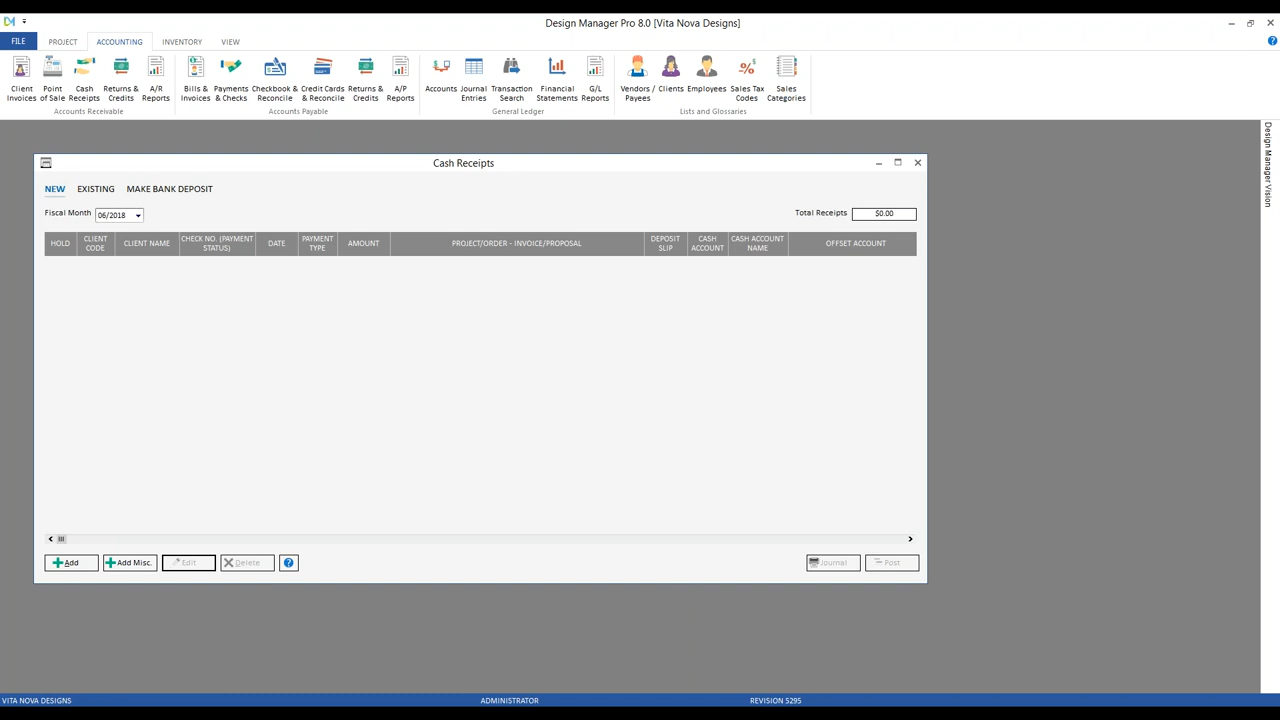 Design Manager Pro 8.0 [Vita Nova Designs]
FILE PROJECT ACCOUNTING INVENTORY VIEW
Client Invoices
Point of Sale
Cash Receipts
Returns & Credits
A/R Reports
Bills & Invoices
Payments & Checks
Checkbook & Reconcile
Credit Cards & Reconcile
Returns & Credits
A/P Reports
Accounts
Journal Entries
Transaction Search
Financial Statements
G/L Reports
Vendors / Payees
Clients
Employees
Sales Tax Codes
Sales Categories
Accounts Receivable
Accounts Payable
General Ledger
Lists and Glossaries
Design Manager Vision
Cash Receipts
NEW EXISTING MAKE BANK DEPOSIT
Fiscal Month 06/2018
Total Receipts $0.00
HOLD
CLIENT CODE
CLIENT NAME
CHECK NO. (PAYMENT STATUS)
DATE
PAYMENT TYPE
AMOUNT
PROJECT/ORDER - INVOICE/PROPOSAL
DEPOSIT SLIP
CASH ACCOUNT
CASH ACCOUNT NAME
OFFSET ACCOUNT
Add Add Misc. Edit Delete Journal Post
VITA NOVA DESIGNS ADMINISTRATOR REVISION 5295